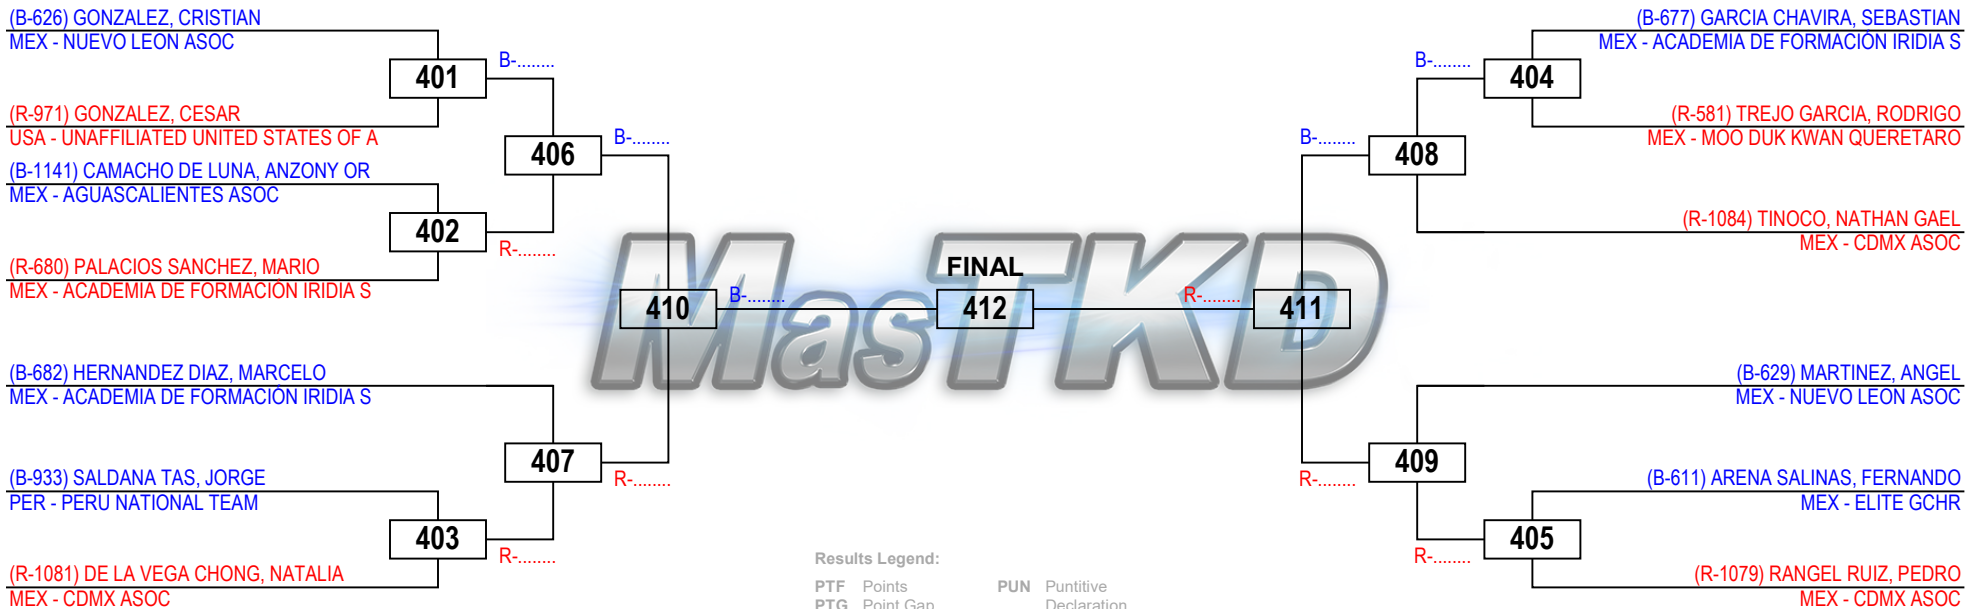 (B-626) GONZALEZ, CRISTIAN
MEX - NUEVO LEON ASOC
401
B-........
(R-971) GONZALEZ, CESAR
USA - UNAFFILIATED UNITED STATES OF A
406
B-........
(B-1141) CAMACHO DE LUNA, ANZONY OR
MEX - AGUASCALIENTES ASOC
402
R-........
(R-680) PALACIOS SANCHEZ, MARIO
MEX - ACADEMIA DE FORMACIÓN IRIDIA S
410
B-........
(B-682) HERNANDEZ DIAZ, MARCELO
MEX - ACADEMIA DE FORMACIÓN IRIDIA S
407
R-........
(B-933) SALDANA TAS, JORGE
PER - PERU NATIONAL TEAM
403
R-........
(R-1081) DE LA VEGA CHONG, NATALIA
MEX - CDMX ASOC
MasTKD
FINAL
412
(B-677) GARCIA CHAVIRA, SEBASTIAN
MEX - ACADEMIA DE FORMACIÓN IRIDIA S
B-........
404
(R-581) TREJO GARCIA, RODRIGO
MEX - MOO DUK KWAN QUERETARO
B-........
408
(R-1084) TINOCO, NATHAN GAEL
MEX - CDMX ASOC
R-........
411
(B-629) MARTINEZ, ANGEL
MEX - NUEVO LEON ASOC
409
R-........
(B-611) ARENA SALINAS, FERNANDO
MEX - ELITE GCHR
405
R-........
(R-1079) RANGEL RUIZ, PEDRO
MEX - CDMX ASOC
Results Legend:
PTF Points PUN Puntitive
PTG Point Gap Declaration